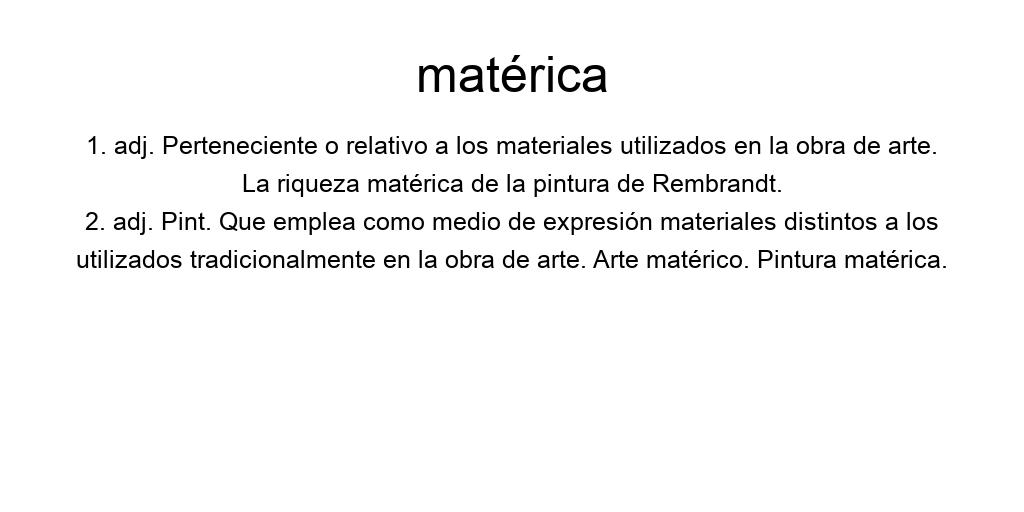 matérica
1. adj. Perteneciente o relativo a los materiales utilizados en la obra de arte.
La riqueza matérica de la pintura de Rembrandt.
2. adj. Pint. Que emplea como medio de expresión materiales distintos a los
utilizados tradicionalmente en la obra de arte. Arte matérico. Pintura matérica.